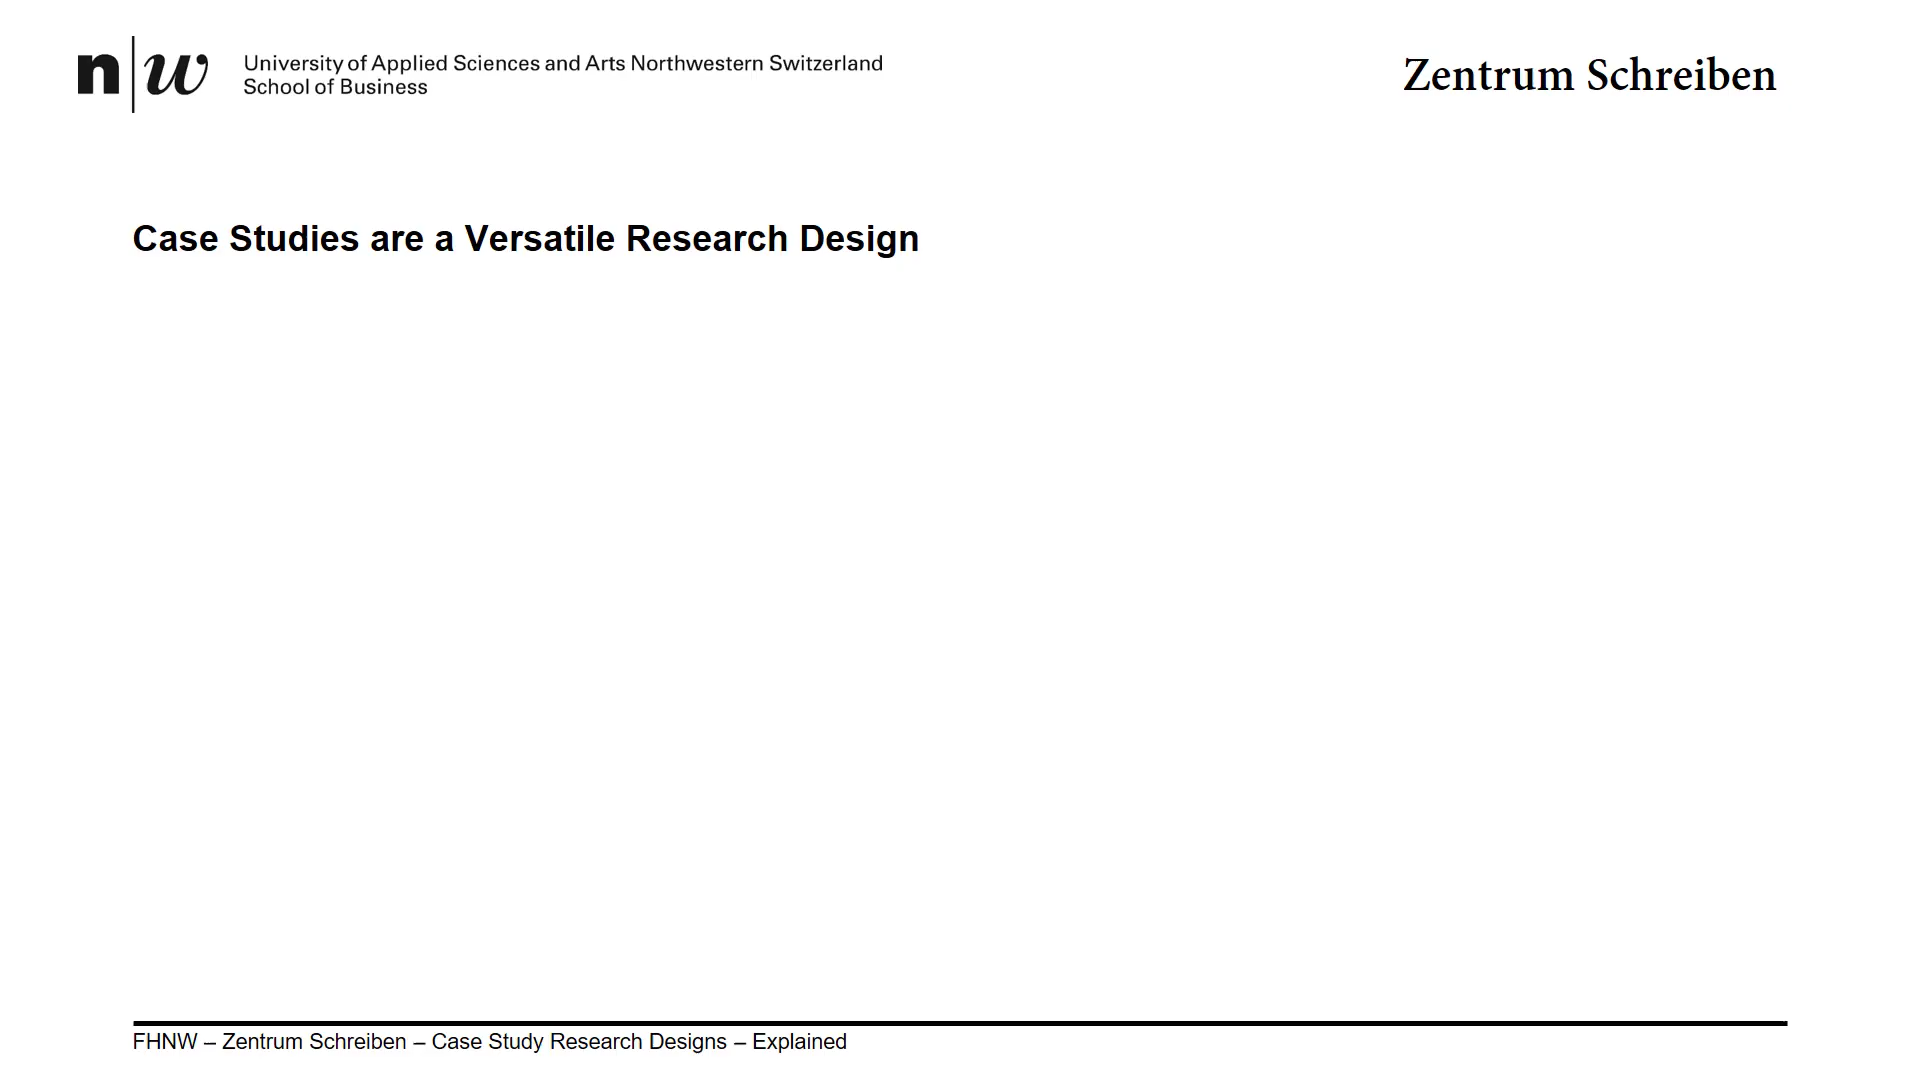 n|w
University of Applied Sciences and Arts Northwestern Switzerland
School of Business
Zentrum Schreiben
Case Studies are a Versatile Research Design
FHNW – Zentrum Schreiben – Case Study Research Designs – Explained